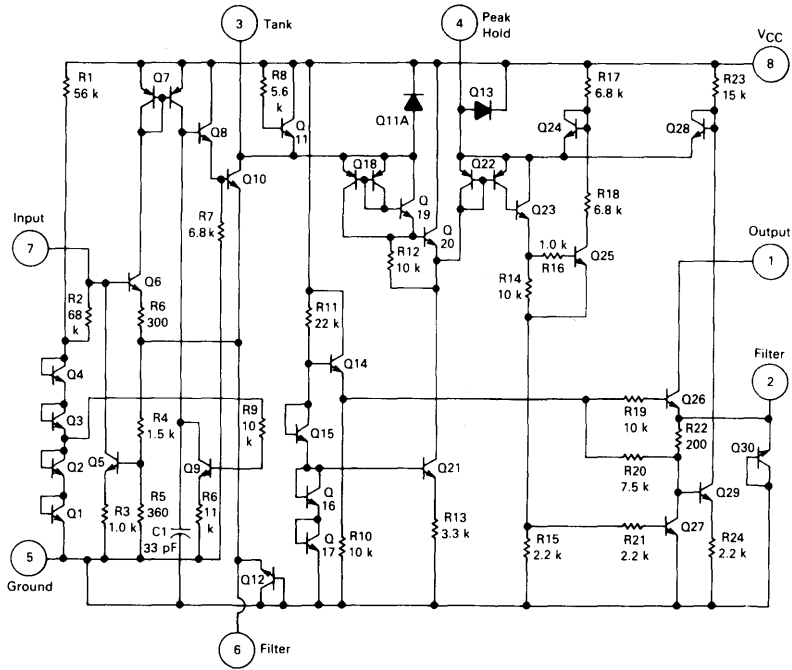 3 Tank
4 Peak
Hold
VCC
8
R1
56 k
Q7
Q8
R8
5.6
k
Q
11
Q11A
Q13
R17
6.8 k
Q24
R23
15 k
Q28
Q10
Q18
Q22
Q
19
Q23
R18
6.8 k
Input
7
R7
6.8 k
Q
20
R12
10 k
1.0 k
R16
Q25
Output
1
Q6
R2
68
k
R6
300
R14
10 k
R11
22 k
Q14
Filter
2
Q4
Q3
R4
1.5 k
R9
10
k
Q26
R19
10 k
R22
200
Q15
Q30
Q2
Q5
Q9
Q21
R20
7.5 k
Q29
Q1
R3
1.0 k
R5
360
R6
11
k
Q
16
R13
3.3 k
Q27
C1
33 pF
Q
17
R10
10 k
R15
2.2 k
R21
2.2 k
R24
2.2 k
5
Ground
Q12
6 Filter